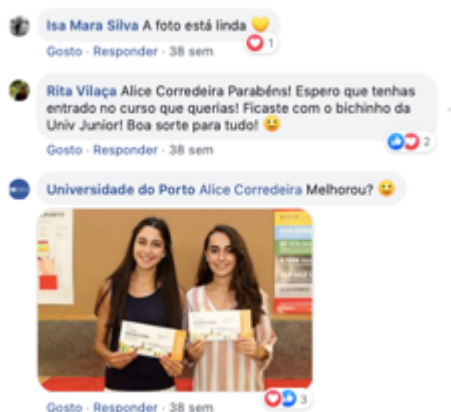 Isa Mara Silva A foto está linda 💛
1
Gosto · Responder · 38 sem
Rita Vilaça Alice Corredeira Parabéns! Espero que tenhas
entrado no curso que querias! Ficaste com o bichinho da
Univ Junior! Boa sorte para tudo! 😃
2
Gosto · Responder · 38 sem
Universidade do Porto Alice Corredeira Melhorou? 😃
3
Gosto · Responder · 38 sem